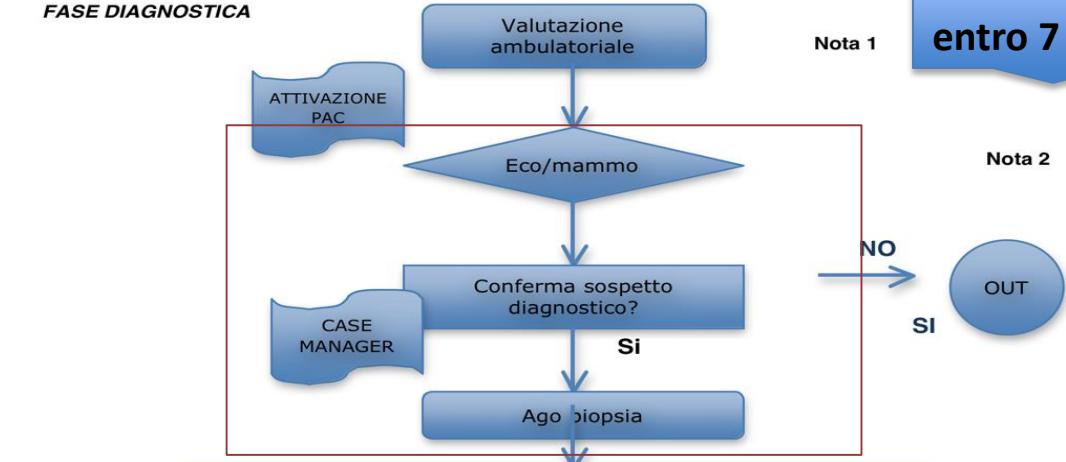 FASE DIAGNOSTICA
Valutazione
ambulatoriale
Nota 1
entro 7
ATTIVAZIONE
PAC
Eco/mammo
Nota 2
NO
Conferma sospetto
diagnostico?
OUT
CASE
MANAGER
SI
Si
Ago biopsia